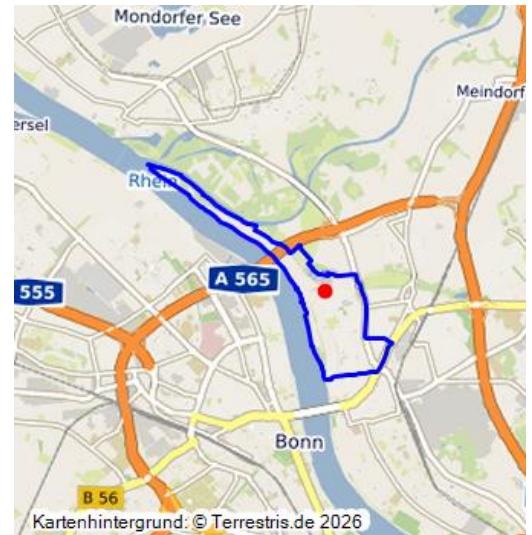 Mondorfer See
Meindorf
ersel
Rhein
A 565
555
Bonn
B 56
Kartenhintergrund: © Terrestris.de 2026